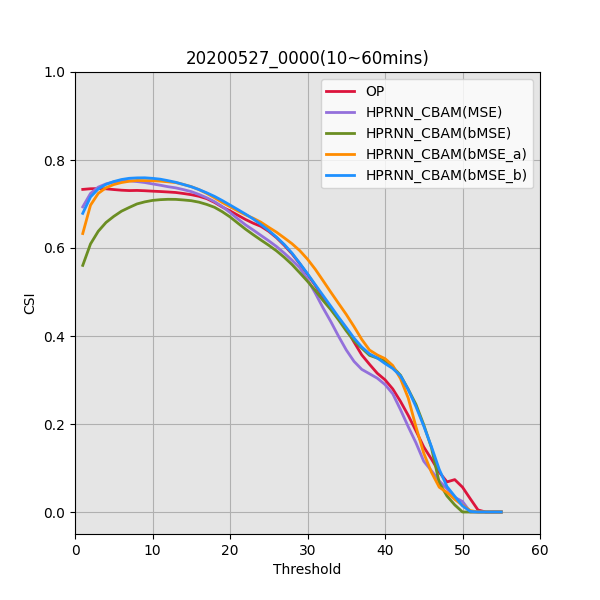 20200527_0000(10~60mins)
OP
HPRNN_CBAM(MSE)
HPRNN_CBAM(bMSE)
HPRNN_CBAM(bMSE_a)
HPRNN_CBAM(bMSE_b)
1.0
0.8
0.6
0.4
0.2
0.0
CSI
0 10 20 30 40 50 60
Threshold